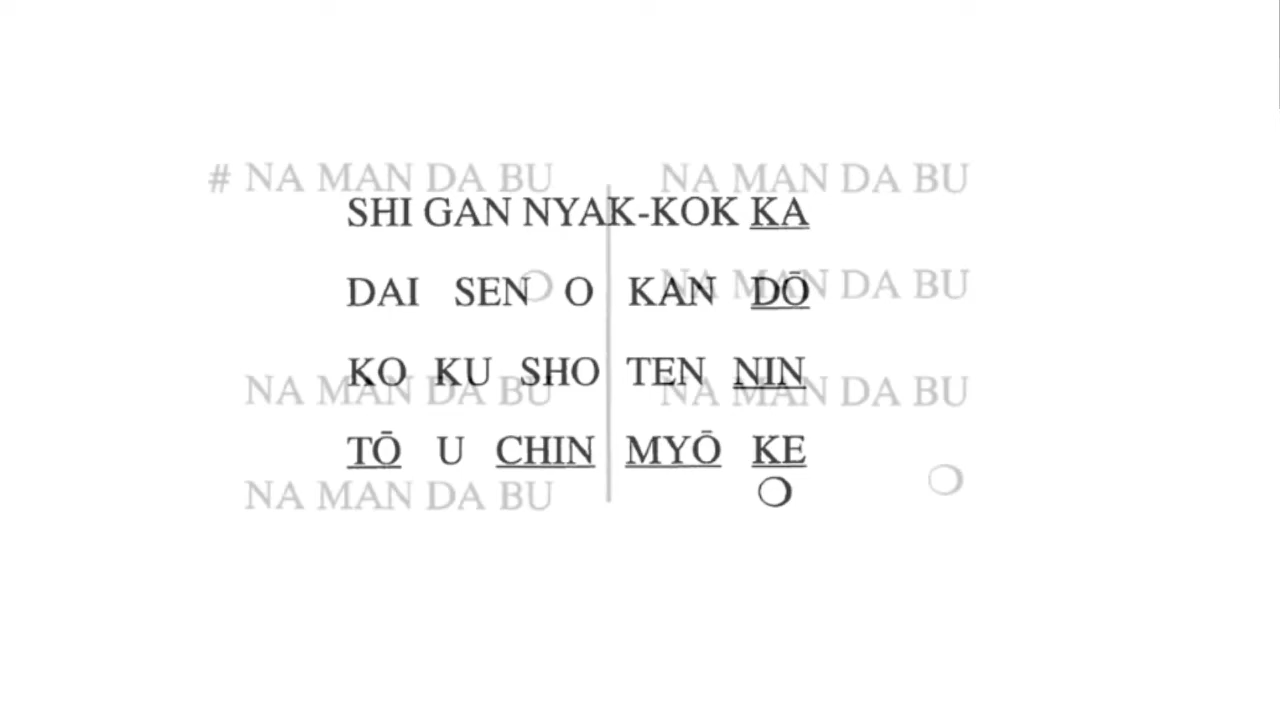 # NA MAN DA BU NA MAN DA BU
SHI GAN NYAK-KOK KA
NA MAN DA BU
DAI SEN O KAN DŌ
KO KU SHO TEN NIN
NA MAN DA BU NA MAN DA BU
TŌ U CHIN MYŌ KE
NA MAN DA BU